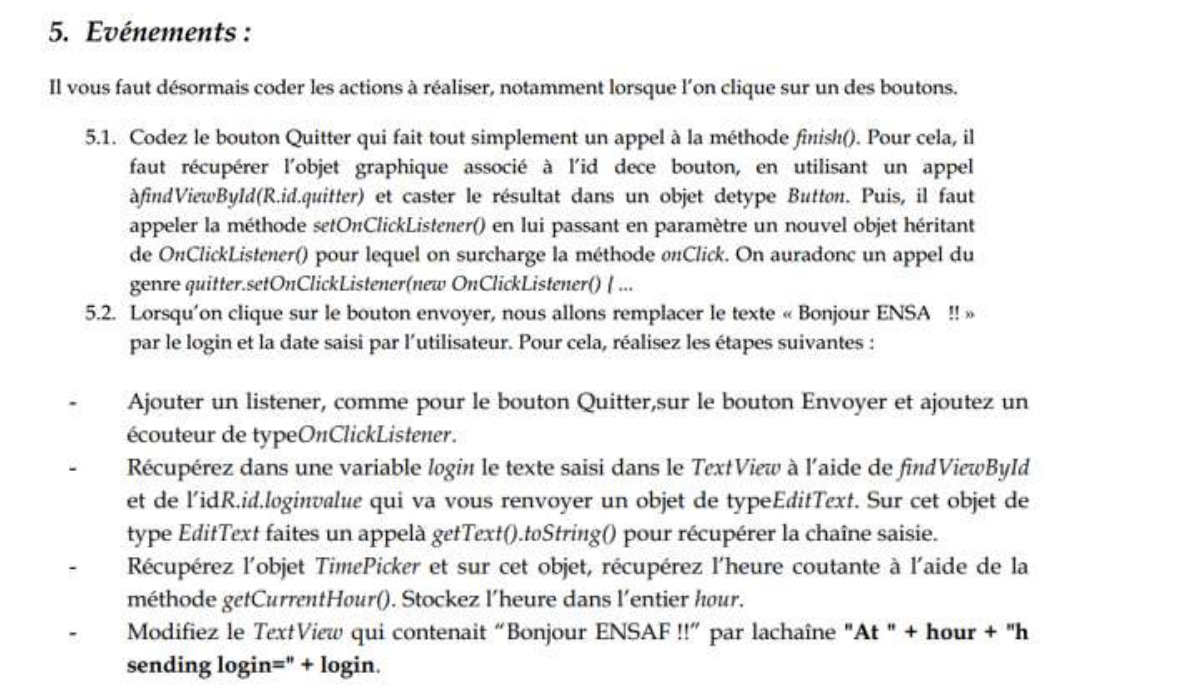 5. Evénements :
Il vous faut désormais coder les actions à réaliser, notamment lorsque l'on clique sur un des boutons.
5.1. Codez le bouton Quitter qui fait tout simplement un appel à la méthode finish(). Pour cela, il
faut récupérer l'objet graphique associé à l'id dece bouton, en utilisant un appel
àfindViewById(R.id.quitter) et caster le résultat dans un objet detype Button. Puis, il faut
appeler la méthode setOnClickListener() en lui passant en paramètre un nouvel objet héritant
de OnClickListener() pour lequel on surcharge la méthode onClick. On auradonc un appel du
genre quitter.setOnClickListener(new OnClickListener() { ...
5.2. Lorsqu'on clique sur le bouton envoyer, nous allons remplacer le texte « Bonjour ENSA !! »
par le login et la date saisi par l'utilisateur. Pour cela, réalisez les étapes suivantes :
- Ajouter un listener, comme pour le bouton Quitter,sur le bouton Envoyer et ajoutez un
écouteur de typeOnClickListener.
- Récupérez dans une variable login le texte saisi dans le TextView à l'aide de findViewById
et de l'idR.id.loginvalue qui va vous renvoyer un objet de typeEditText. Sur cet objet de
type EditText faites un appelà getText().toString() pour récupérer la chaîne saisie.
- Récupérez l'objet TimePicker et sur cet objet, récupérez l'heure coutante à l'aide de la
méthode getCurrentHour(). Stockez l'heure dans l'entier hour.
- Modifiez le TextView qui contenait "Bonjour ENSAF !!" par lachaîne "At " + hour + "h
sending login=" + login.